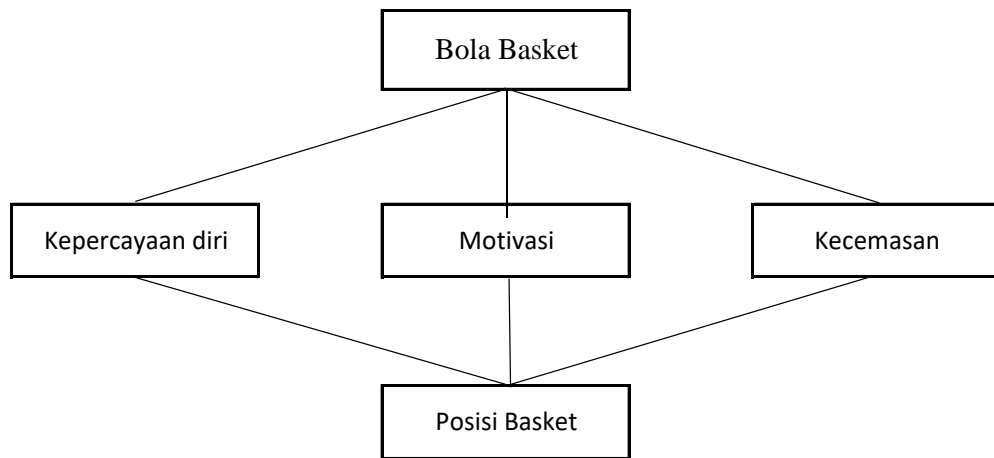 Bola Basket
Kepercayaan diri
Motivasi
Kecemasan
Posisi Basket